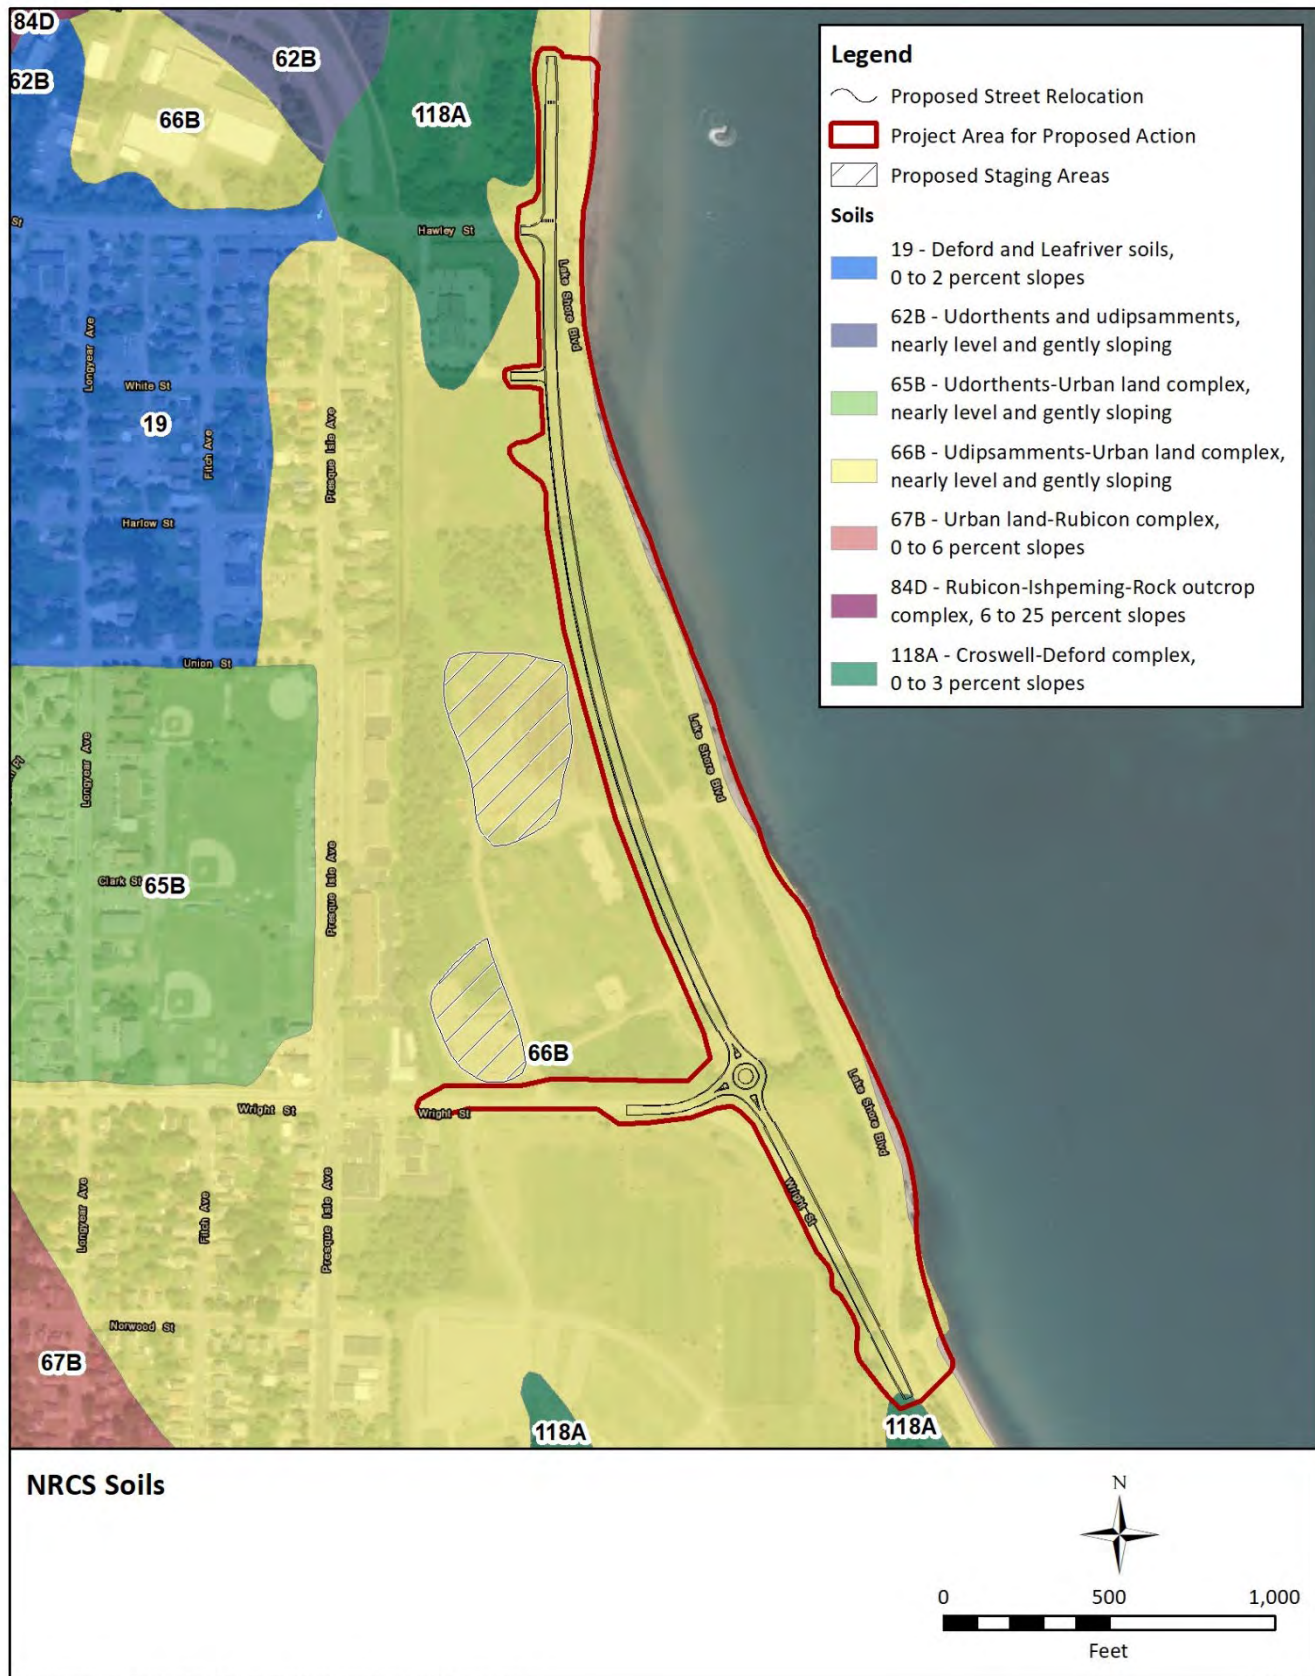 84D
62B
62B
66B
118A
St
Hawley St
Lake Shore Blvd
Longyear Ave
White St
19
Fitch Ave
Presque Isle Ave
Harlow St
Union St
Lake Shore Blvd
Longyear Ave
Clark St
65B
Presque Isle Ave
66B
Wright St
Wright St
Lake Shore Blvd
Longyear Ave
Fitch Ave
Presque Isle Ave
Wright St
Norwood St
67B
118A
118A
Legend
Proposed Street Relocation
Project Area for Proposed Action
Proposed Staging Areas
Soils
19 - Deford and Leafriver soils,
0 to 2 percent slopes
62B - Udorthents and udipsamments,
nearly level and gently sloping
65B - Udorthents-Urban land complex,
nearly level and gently sloping
66B - Udipsamments-Urban land complex,
nearly level and gently sloping
67B - Urban land-Rubicon complex,
0 to 6 percent slopes
84D - Rubicon-Ishpeming-Rock outcrop
complex, 6 to 25 percent slopes
118A - Croswell-Deford complex,
0 to 3 percent slopes
NRCS Soils
N
0 500 1,000
Feet